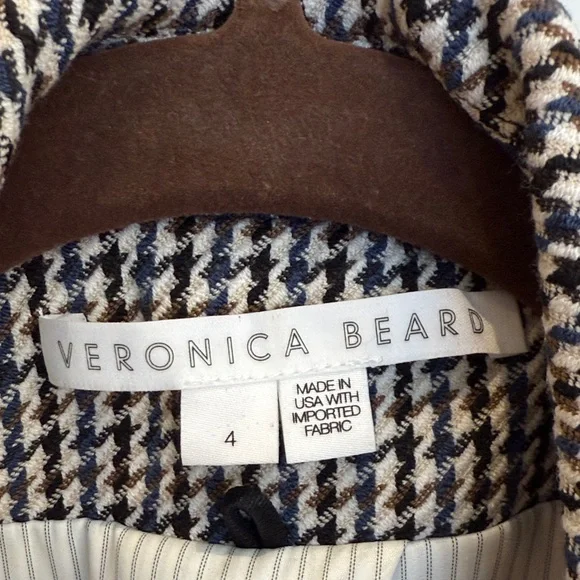 VERONICA BEARD
4
MADE IN
USA WITH
IMPORTED
FABRIC